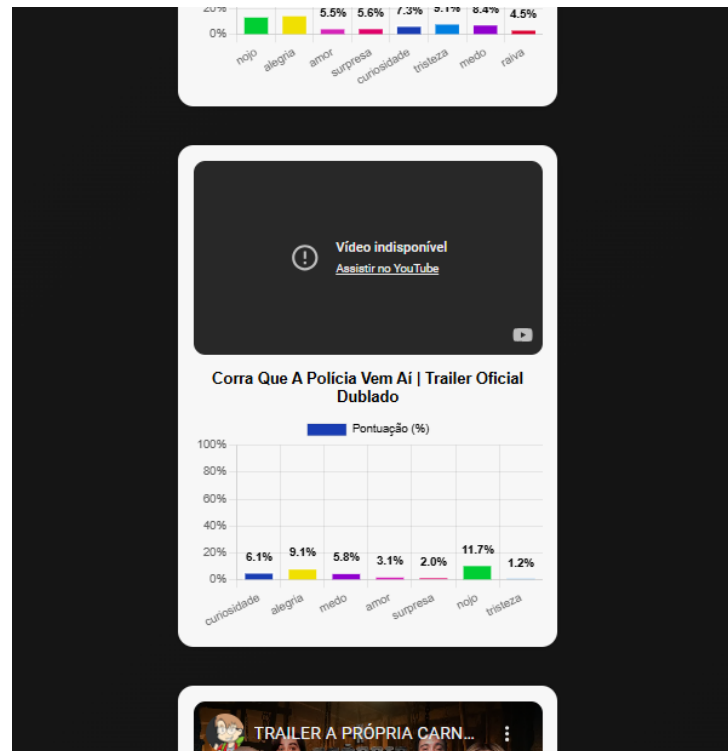 20%
5.5% 5.6% 7.3% 9.1% 8.4% 4.5%
0%
nojo alegria amor surpresa curiosidade tristeza medo raiva
Vídeo indisponível
Assistir no YouTube
Corra Que A Polícia Vem Aí | Trailer Oficial
Dublado
Pontuação (%)
100%
80%
60%
40%
20%
6.1% 9.1% 5.8% 3.1% 2.0% 11.7% 1.2%
0%
curiosidade alegria medo amor surpresa nojo tristeza
TRAILER A PRÓPRIA CARN...